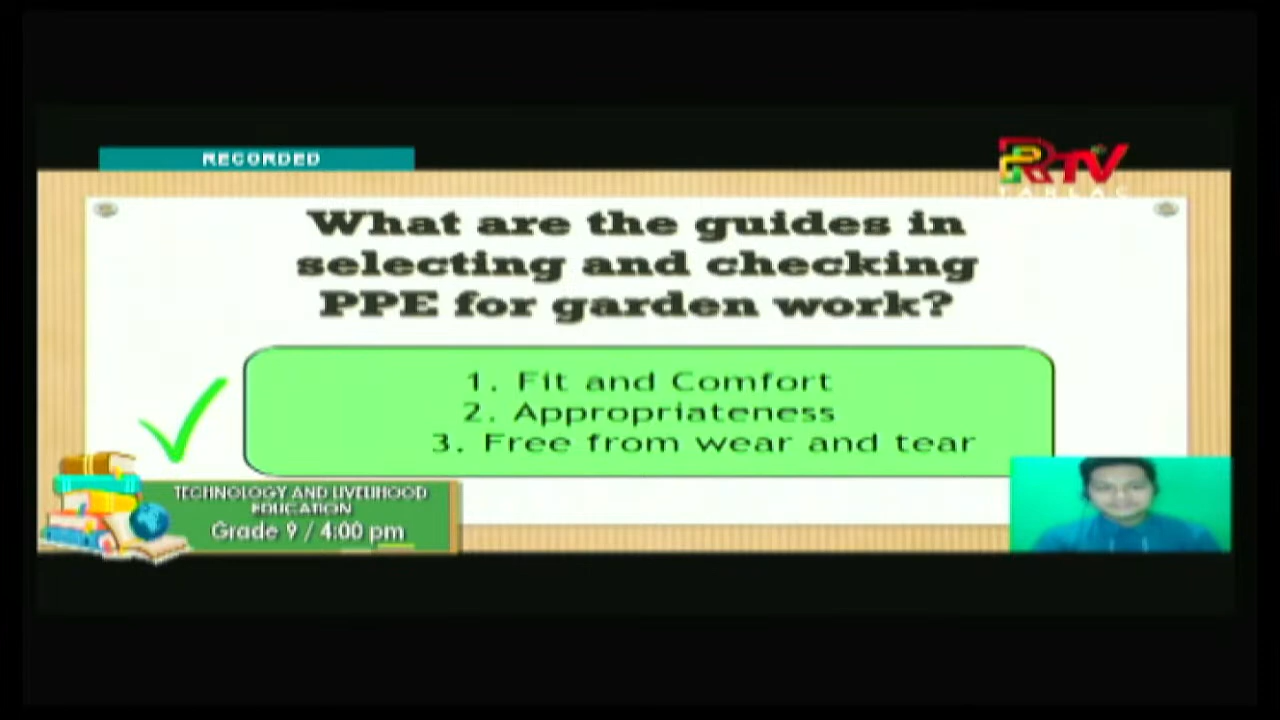 RECORDED
RTV
TARLAC
What are the guides in
selecting and checking
PPE for garden work?
1. Fit and Comfort
2. Appropriateness
3. Free from wear and tear
TECHNOLOGY AND LIVELIHOOD
EDUCATION
Grade 9 / 4:00 pm